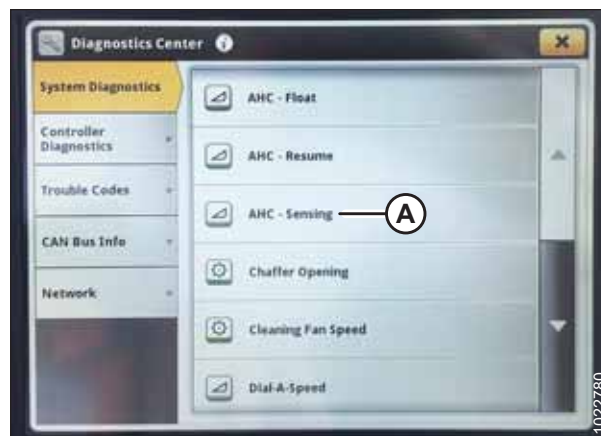 Diagnostics Center
System Diagnostics
Controller
Diagnostics
Trouble Codes
CAN Bus Info
Network
AHC - Float
AHC - Resume
AHC - Sensing
A
Chaffer Opening
Cleaning Fan Speed
Dial-A-Speed
1022780